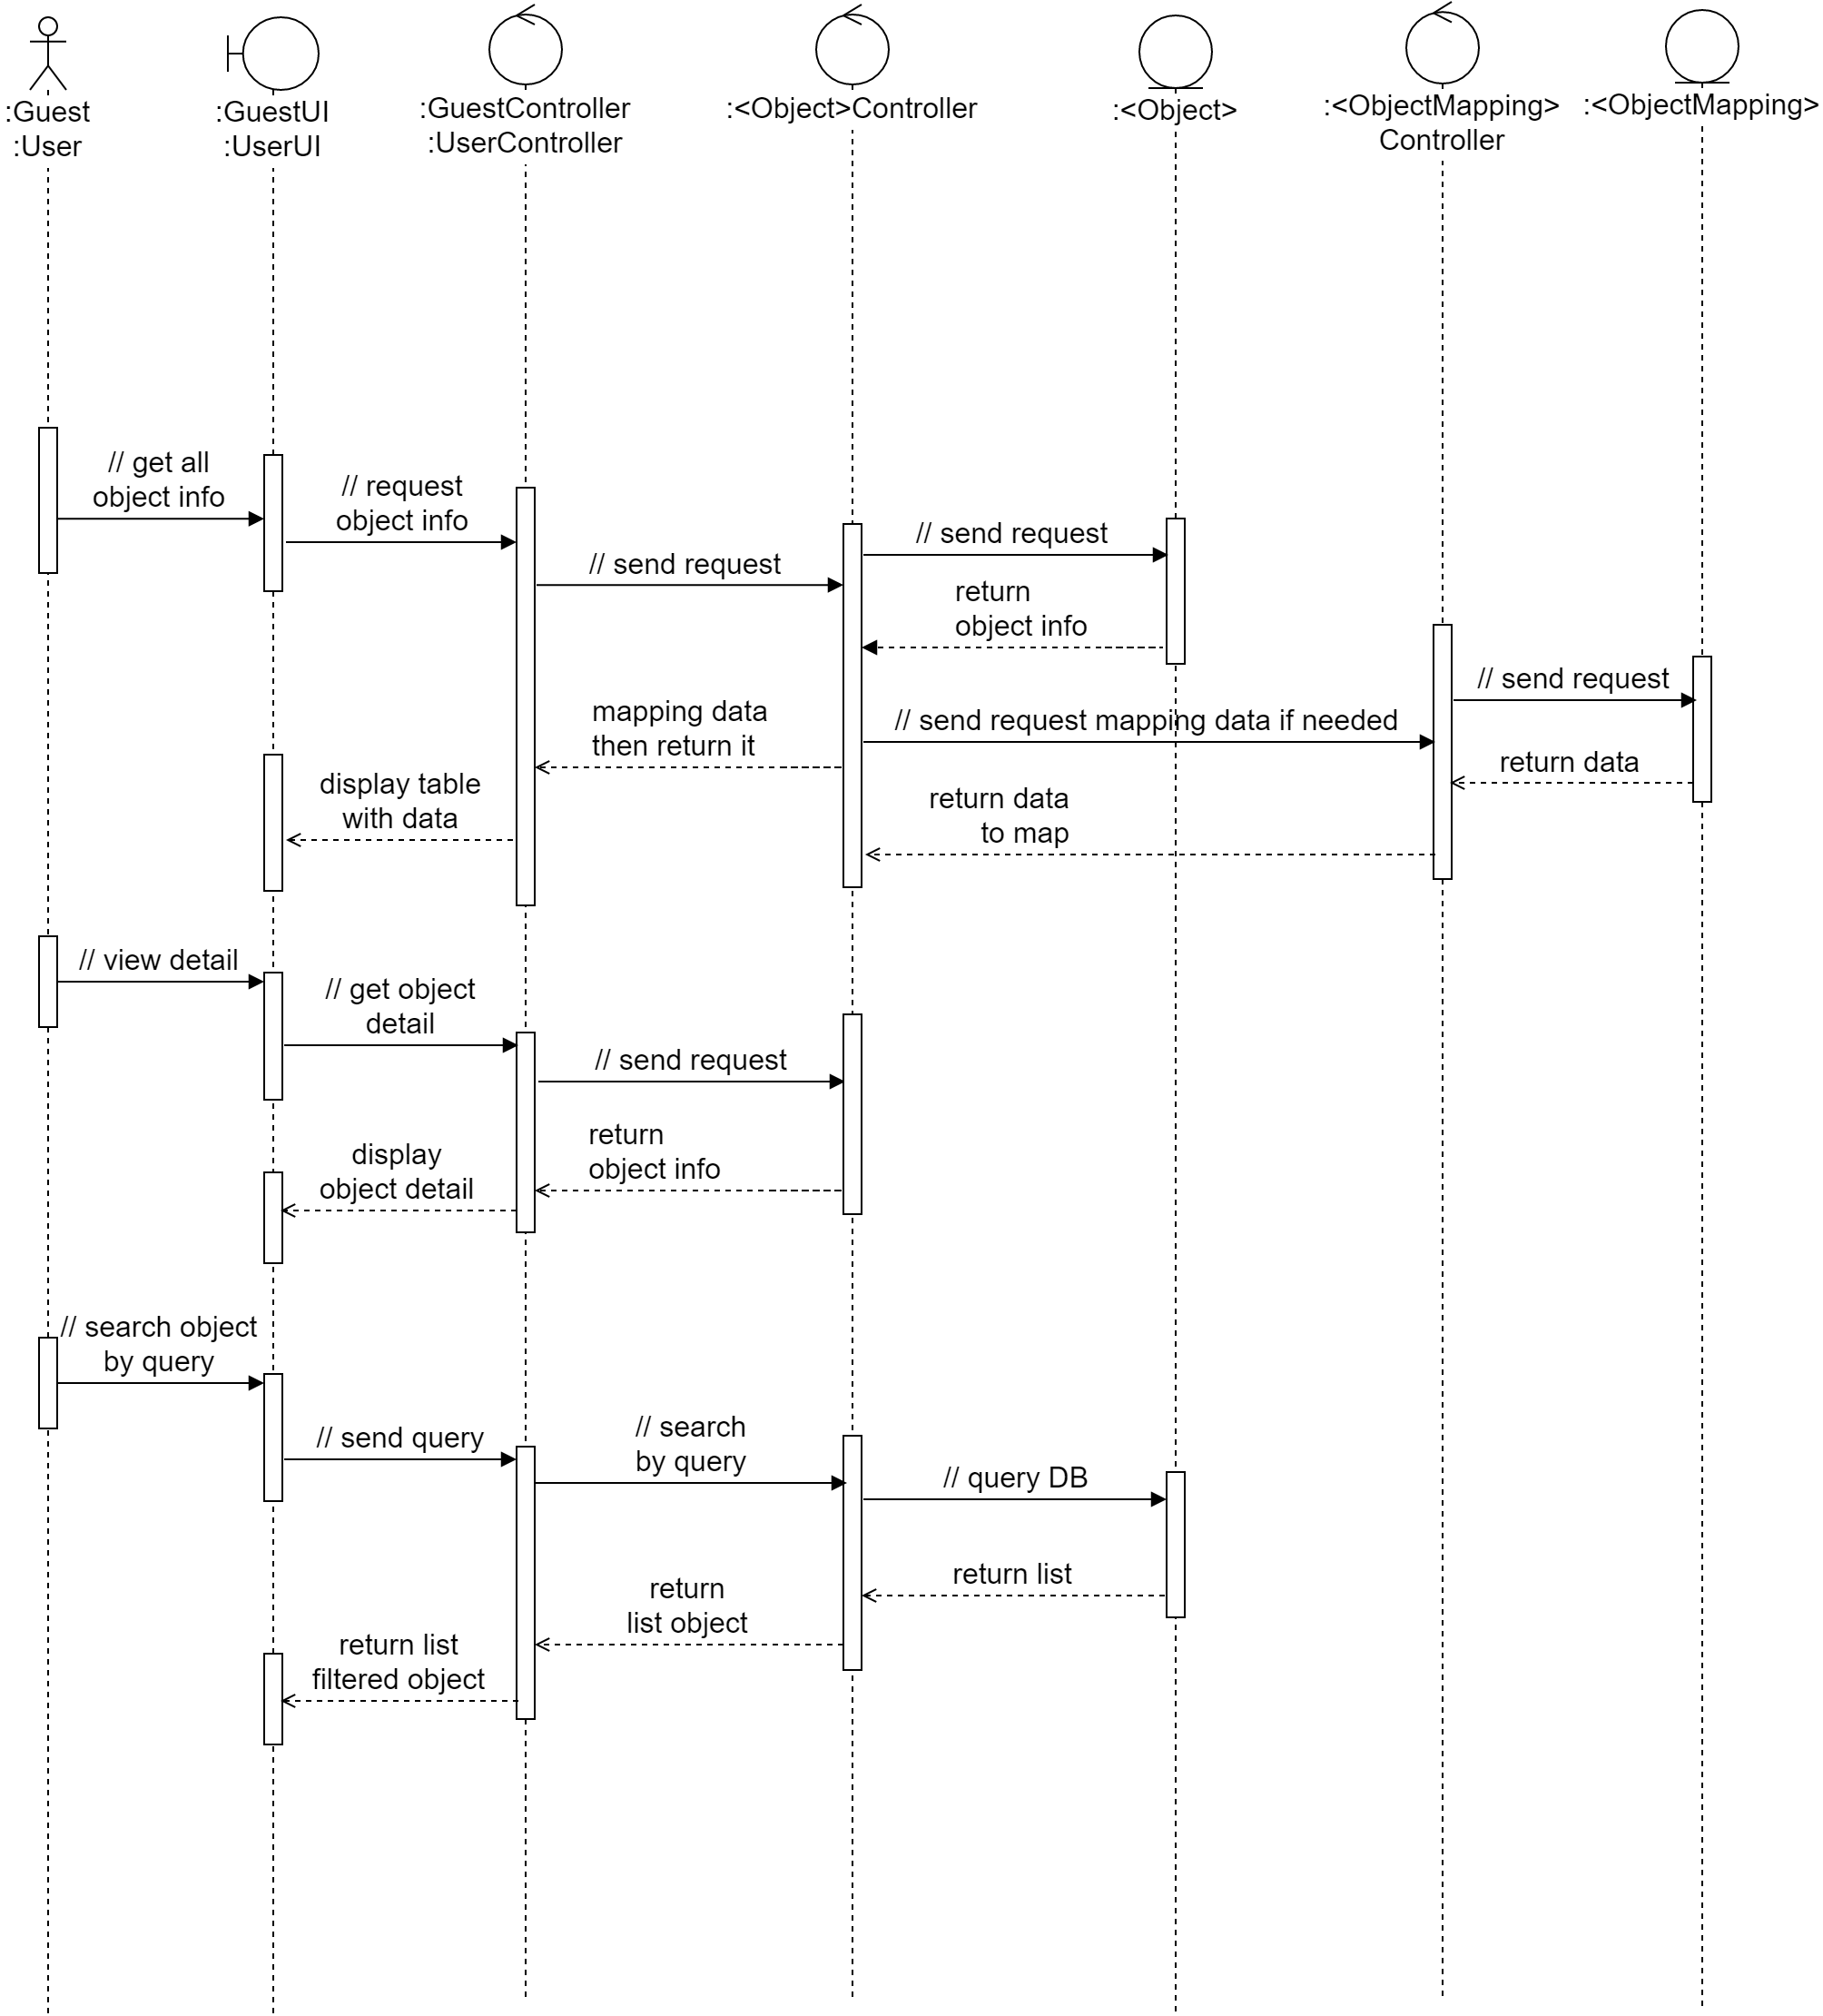 :Guest
:User
:GuestUI
:UserUI
:GuestController
:UserController
:<Object>Controller
:<Object>
:<ObjectMapping>
Controller
:<ObjectMapping>
// get all
object info
// request
object info
// send request
// send request
return
object info
// send request
// send request mapping data if needed
mapping data
then return it
return data
display table
with data
return data
to map
// view detail
// get object
detail
// send request
return
object info
display
object detail
// search object
by query
// send query
// search
by query
// query DB
return list
return
list object
return list
filtered object